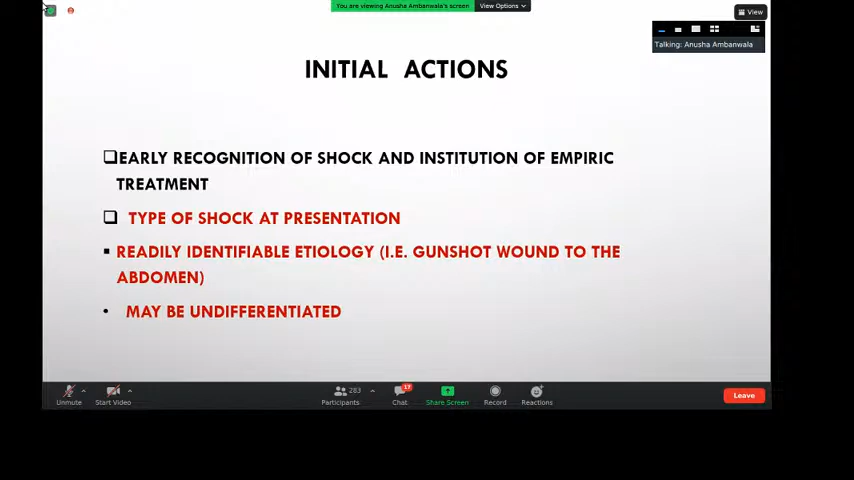 You are viewing Anusha Ambanwala's screen
View Options
View
Talking: Anusha Ambanwala
INITIAL ACTIONS
EARLY RECOGNITION OF SHOCK AND INSTITUTION OF EMPIRIC
TREATMENT
TYPE OF SHOCK AT PRESENTATION
READILY IDENTIFIABLE ETIOLOGY (I.E. GUNSHOT WOUND TO THE
ABDOMEN)
MAY BE UNDIFFERENTIATED
Unmute
Start Video
283
Participants
17
Chat
Share Screen
Record
Reactions
Leave